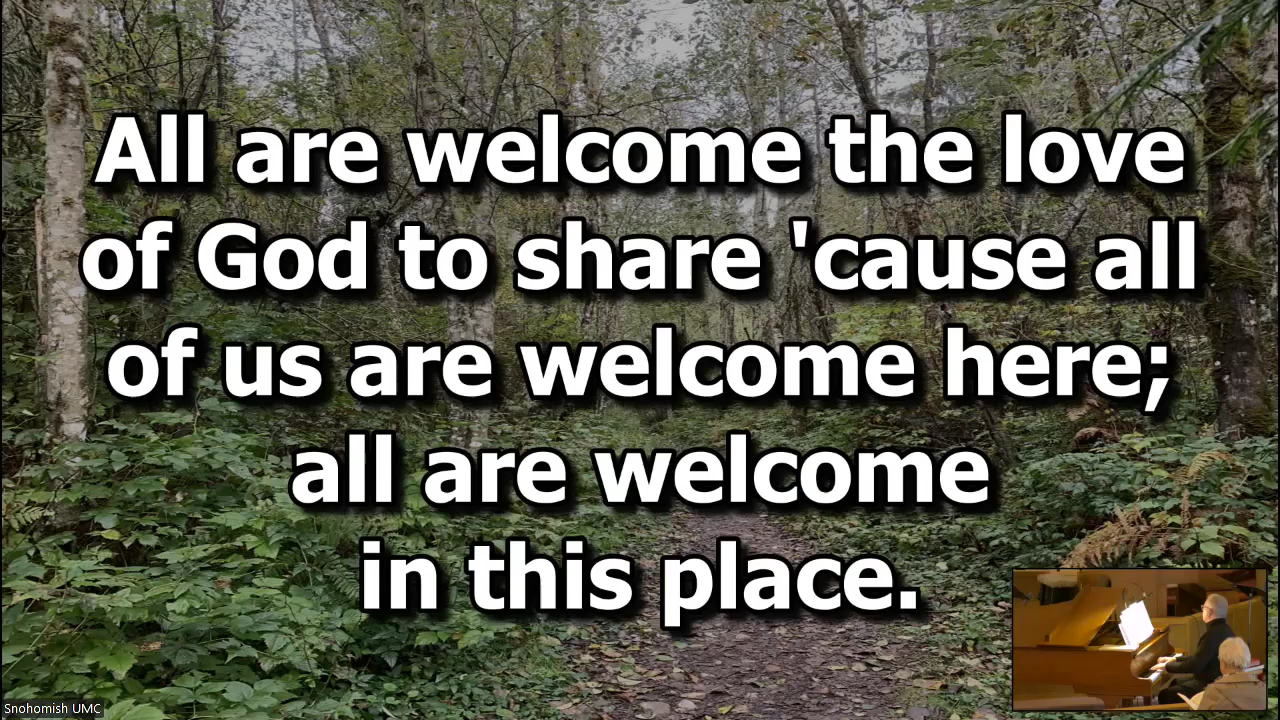 All are welcome the love
of God to share 'cause all
of us are welcome here;
all are welcome
in this place.
Snohomish UMC